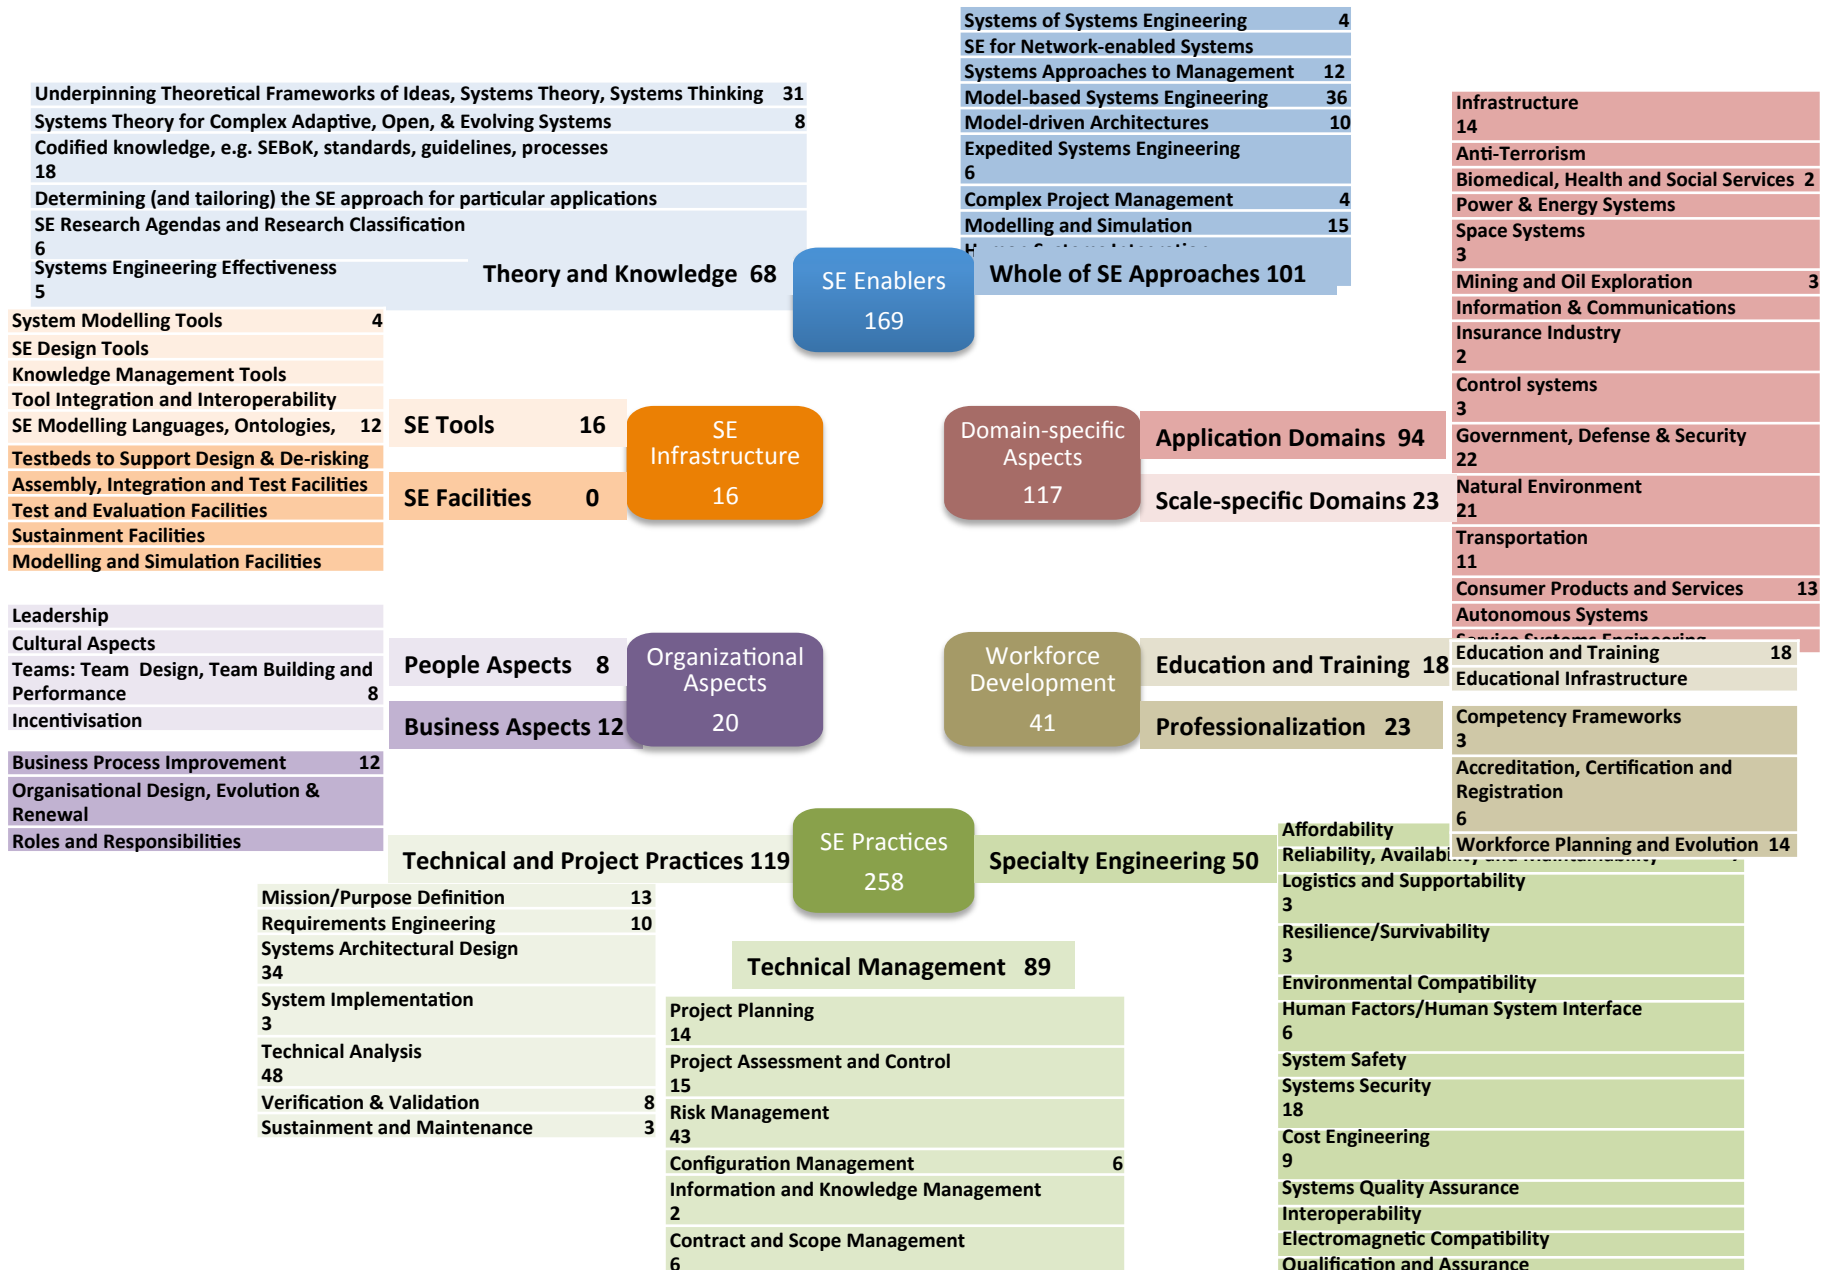 Systems of Systems Engineering 4
SE for Network-enabled Systems
Systems Approaches to Management 12
Model-based Systems Engineering 36
Model-driven Architectures 10
Expedited Systems Engineering
6
Complex Project Management 4
Modelling and Simulation 15
Underpinning Theoretical Frameworks of Ideas, Systems Theory, Systems Thinking 31
Systems Theory for Complex Adaptive, Open, & Evolving Systems 8
Codified knowledge, e.g. SEBoK, standards, guidelines, processes
18
Determining (and tailoring) the SE approach for particular applications
SE Research Agendas and Research Classification
6
Systems Engineering Effectiveness
5
Theory and Knowledge 68
SE Enablers
169
Whole of SE Approaches 101
Infrastructure
14
Anti-Terrorism
Biomedical, Health and Social Services 2
Power & Energy Systems
Space Systems
3
Mining and Oil Exploration 3
Information & Communications
Insurance Industry
2
Control systems
3
Government, Defense & Security
22
Natural Environment
21
Transportation
11
Consumer Products and Services 13
Autonomous Systems
Service Systems Engineering
System Modelling Tools 4
SE Design Tools
Knowledge Management Tools
Tool Integration and Interoperability
SE Modelling Languages, Ontologies, 12
Testbeds to Support Design & De-risking
Assembly, Integration and Test Facilities
Test and Evaluation Facilities
Sustainment Facilities
Modelling and Simulation Facilities
SE Tools 16
SE Facilities 0
SE
Infrastructure
16
Domain-specific
Aspects
117
Application Domains 94
Scale-specific Domains 23
Leadership
Cultural Aspects
Teams: Team Design, Team Building and
Performance 8
Incentivisation
Business Process Improvement 12
Organisational Design, Evolution &
Renewal
Roles and Responsibilities
People Aspects 8
Business Aspects 12
Organizational
Aspects
20
Workforce
Development
41
Education and Training 18
Professionalization 23
Education and Training 18
Educational Infrastructure
Competency Frameworks
3
Accreditation, Certification and
Registration
6
Workforce Planning and Evolution 14
Technical and Project Practices 119
SE Practices
258
Specialty Engineering 50
Mission/Purpose Definition 13
Requirements Engineering 10
Systems Architectural Design
34
System Implementation
3
Technical Analysis
48
Verification & Validation 8
Sustainment and Maintenance 3
Technical Management 89
Project Planning
14
Project Assessment and Control
15
Risk Management
43
Configuration Management 6
Information and Knowledge Management
2
Contract and Scope Management
6
Affordability
Reliability, Availability and Maintainability
Logistics and Supportability
3
Resilience/Survivability
3
Environmental Compatibility
Human Factors/Human System Interface
6
System Safety
Systems Security
18
Cost Engineering
9
Systems Quality Assurance
Interoperability
Electromagnetic Compatibility
Qualification and Assurance